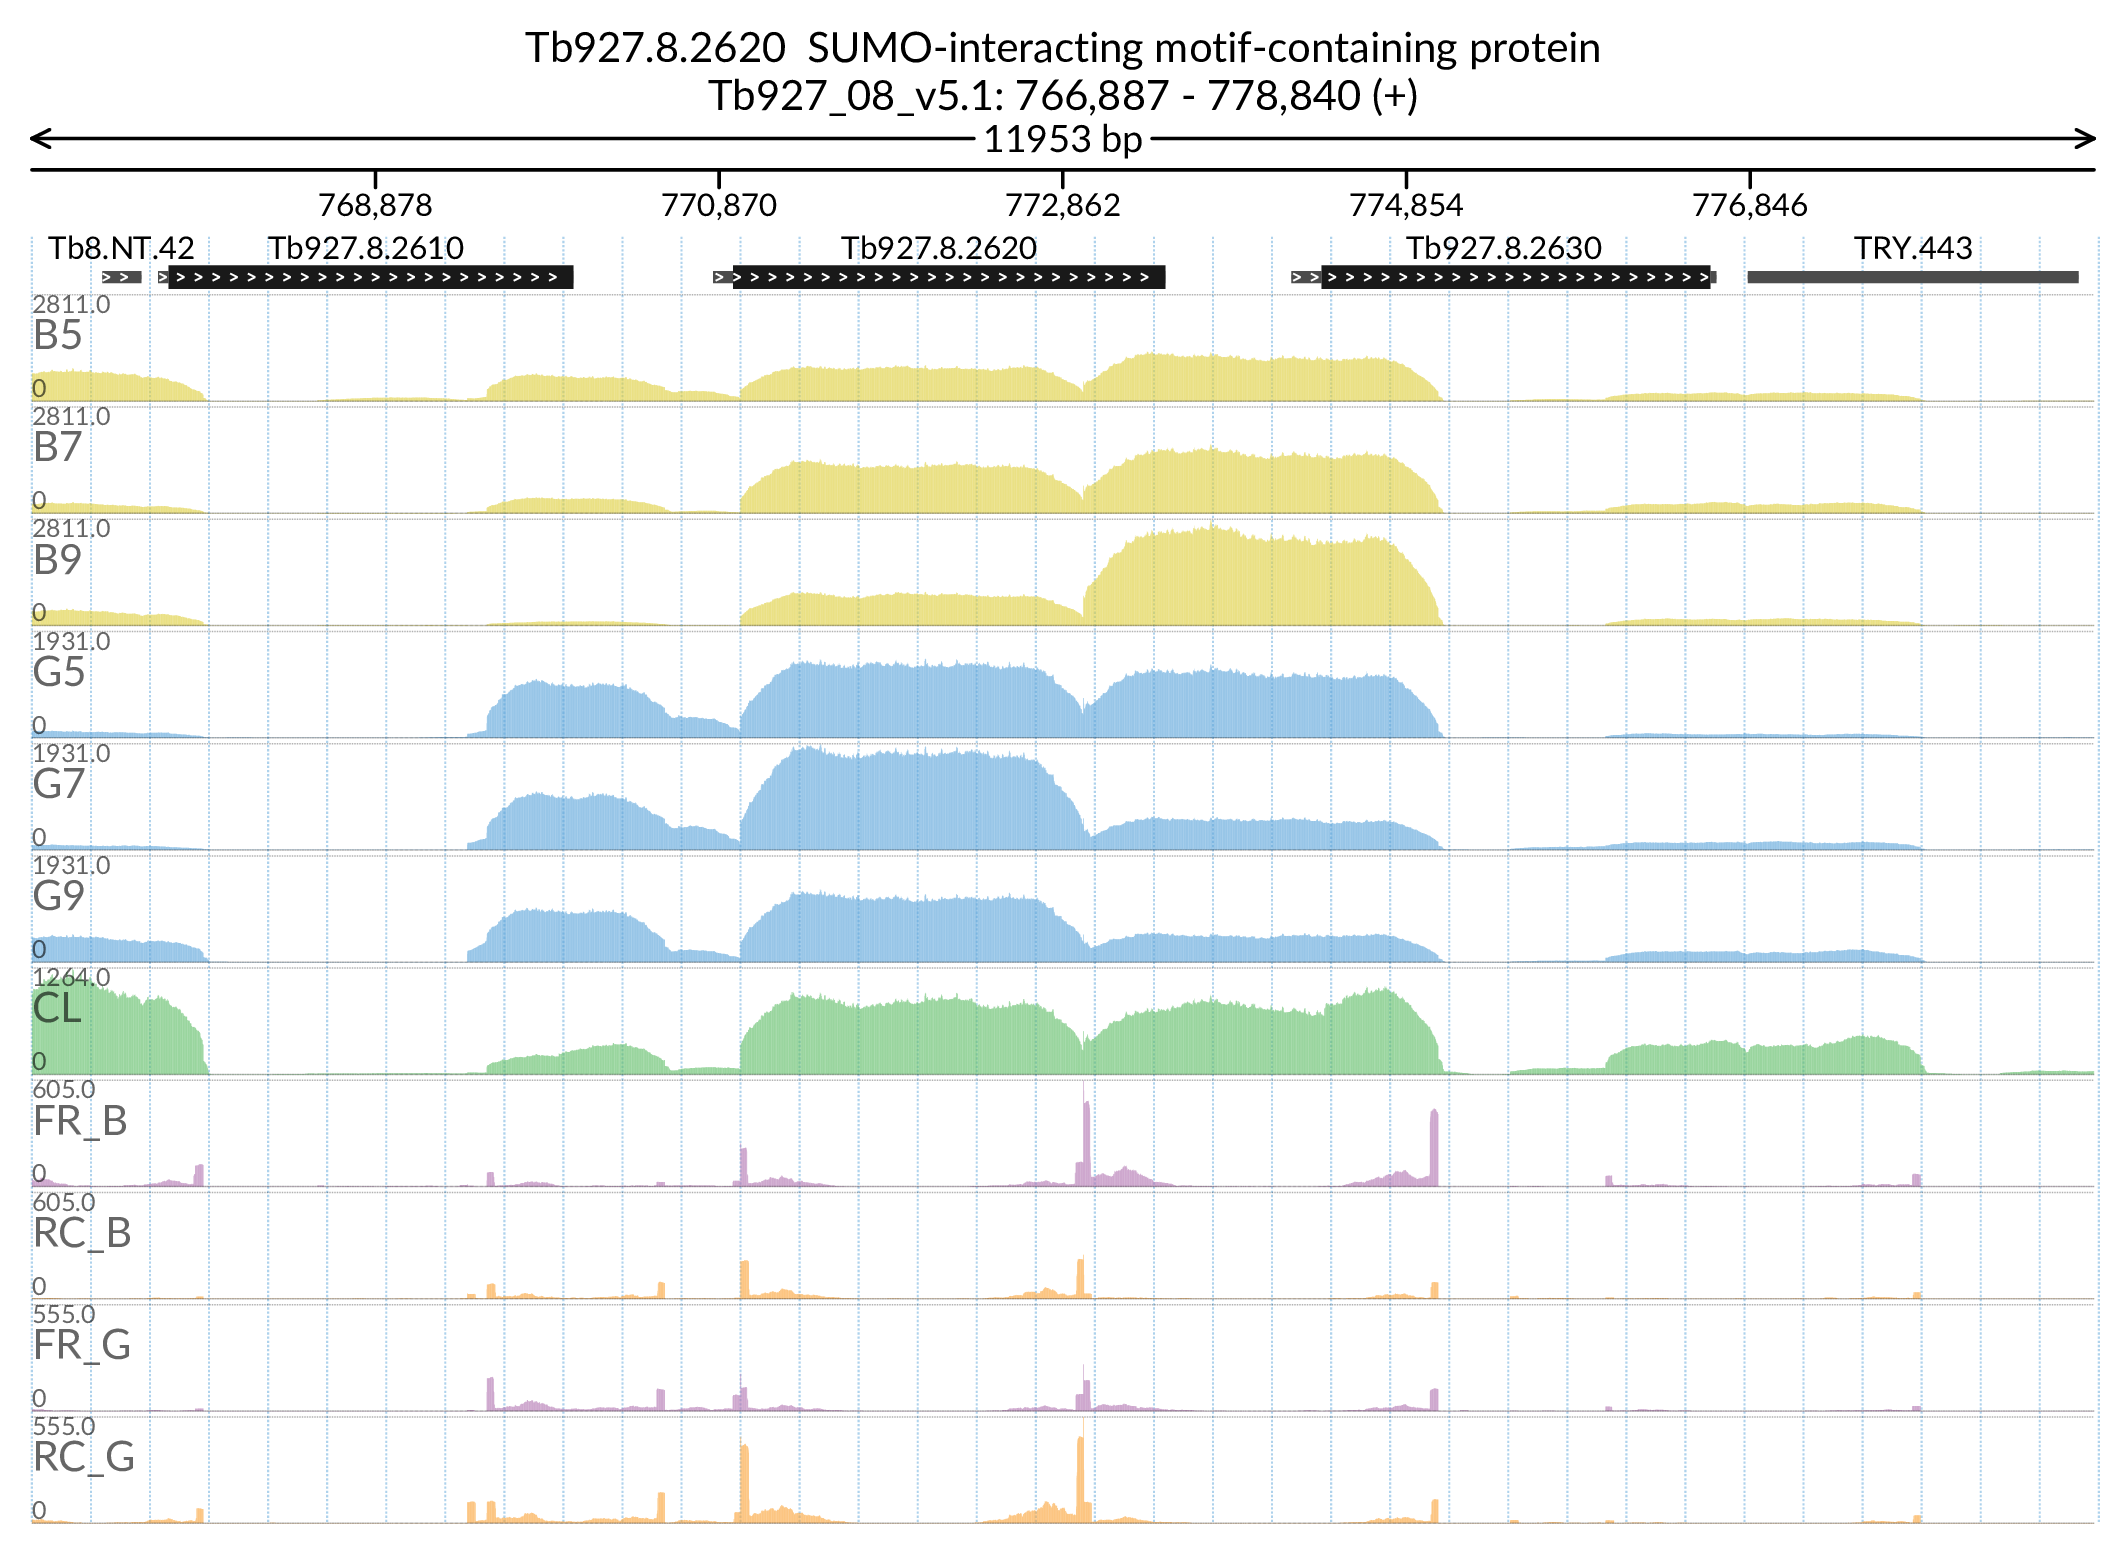 Tb927.8.2620  SUMO-interacting motif-containing protein
Tb927_08_v5.1: 766,887 - 778,840 (+)
11953 bp
768,878 770,870 772,862 774,854 776,846
Tb8.NT.42 Tb927.8.2610 Tb927.8.2620 Tb927.8.2630 TRY.443
2811.0
B5
0
2811.0
B7
0
2811.0
B9
0
1931.0
G5
0
1931.0
G7
0
1931.0
G9
0
1264.0
CL
0
605.0
FR_B
0
605.0
RC_B
0
555.0
FR_G
0
555.0
RC_G
0